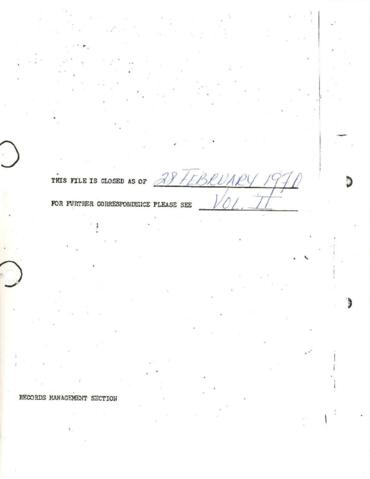 THIS FILE IS CLOSED AS OF 28 FEBRUARY 1970
FOR FURTHER CORRESPONDENCE PLEASE SEE VOL. II
RECORDS MANAGEMENT SECTION